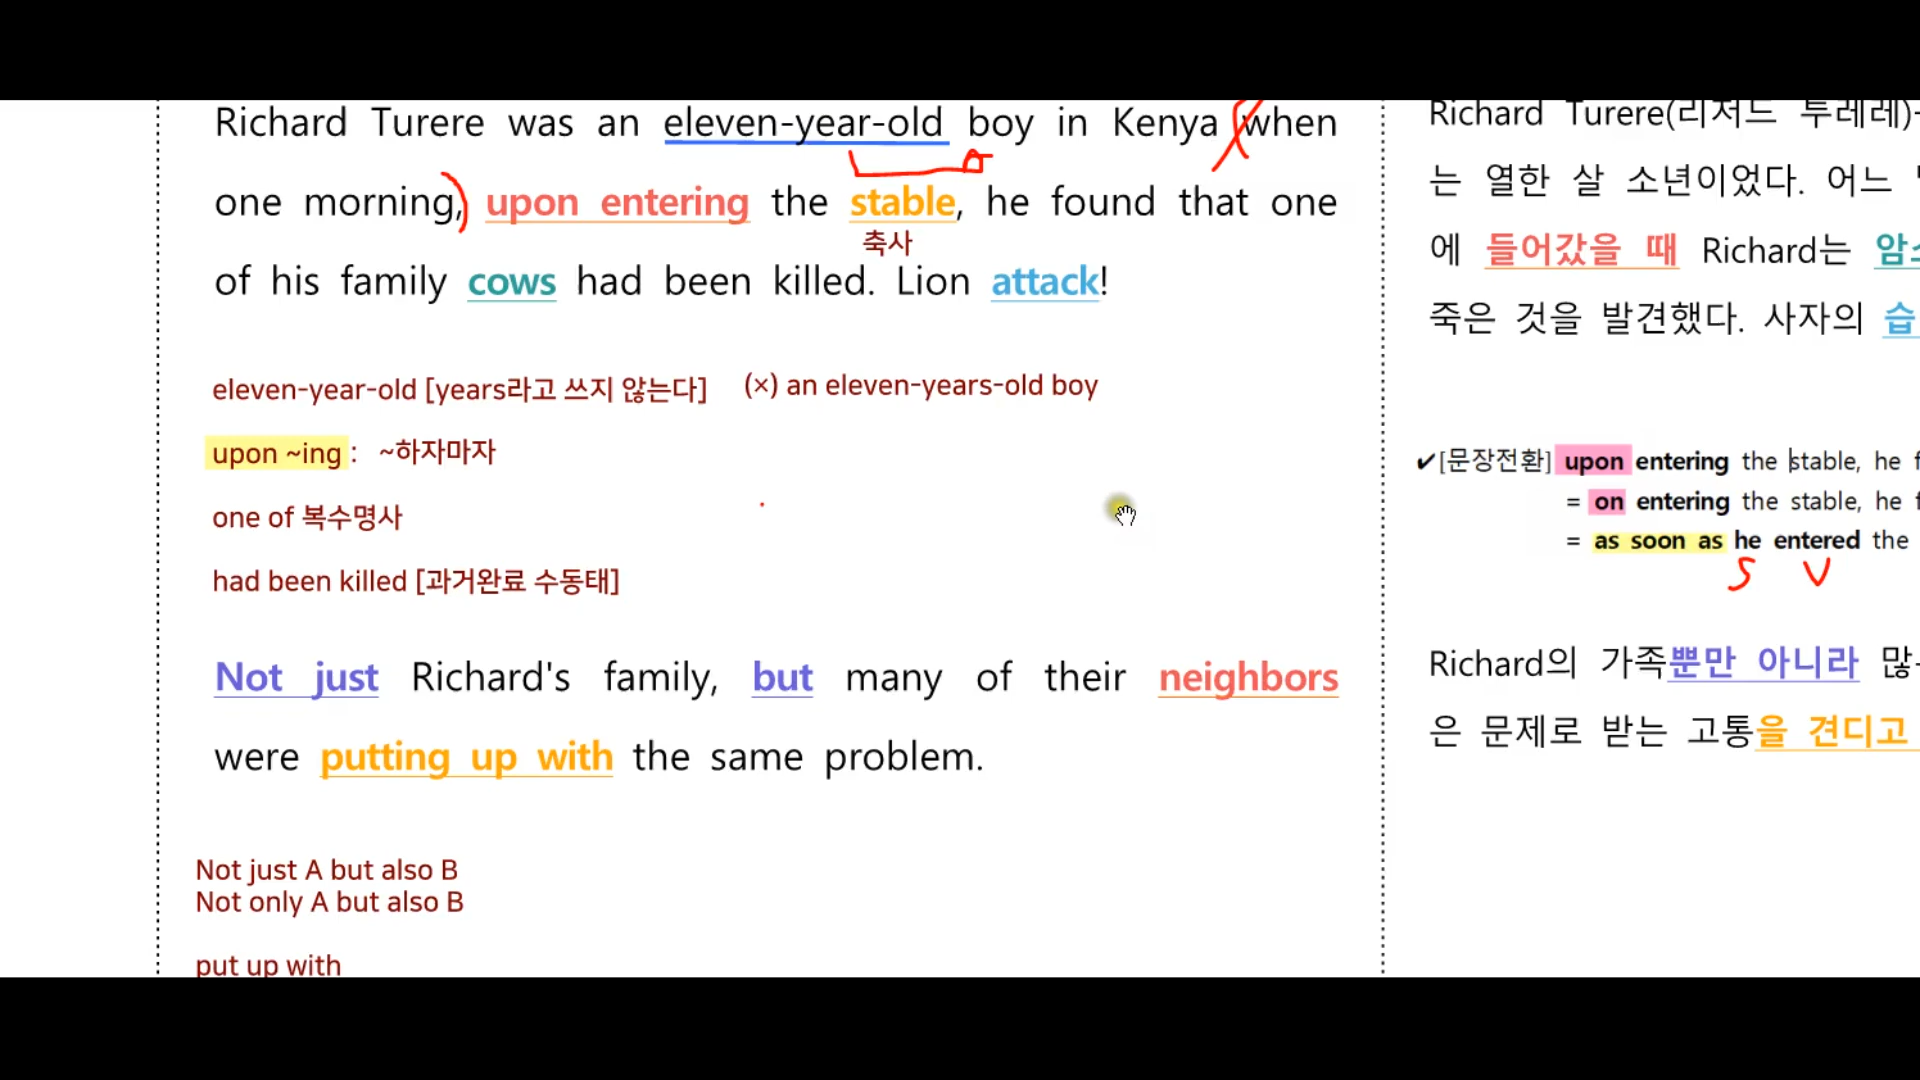 Richard Turere was an eleven-year-old boy in Kenya when
one morning, upon entering the stable, he found that one
축사
of his family cows had been killed. Lion attack!
eleven-year-old [years라고 쓰지 않는다] (×) an eleven-years-old boy
upon ~ing : ~하자마자
one of 복수명사
had been killed [과거완료 수동태]
Not just Richard's family, but many of their neighbors
were putting up with the same problem.
Not just A but also B
Not only A but also B
put up with
Richard Turere(리처드 투레레)
는 열한 살 소년이었다. 어느
에 들어갔을 때 Richard는 암소
죽은 것을 발견했다. 사자의 습
✔[문장전환] upon entering the stable, he f
= on entering the stable, he f
= as soon as he entered the
S V
Richard의 가족뿐만 아니라 많
은 문제로 받는 고통을 견디고